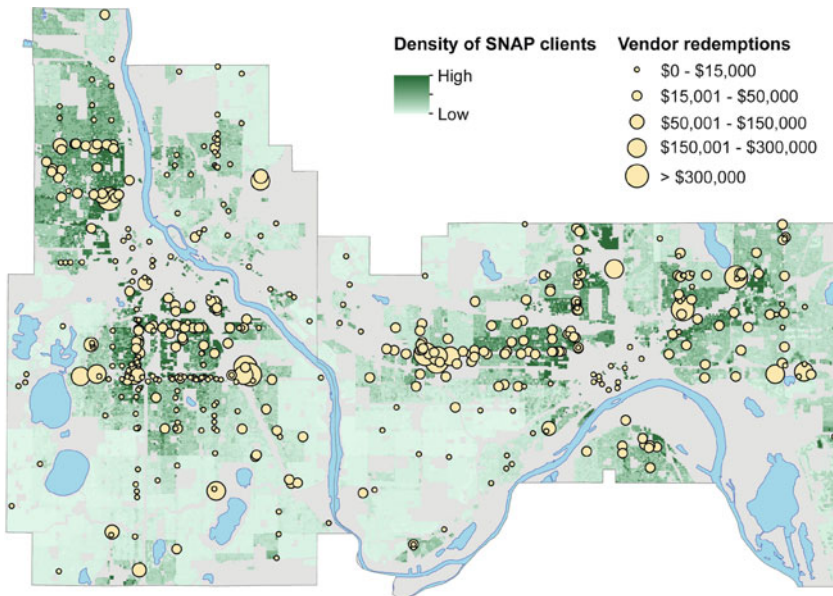 Density of SNAP clients
High
Low
Vendor redemptions
$0 - $15,000
$15,001 - $50,000
$50,001 - $150,000
$150,001 - $300,000
> $300,000